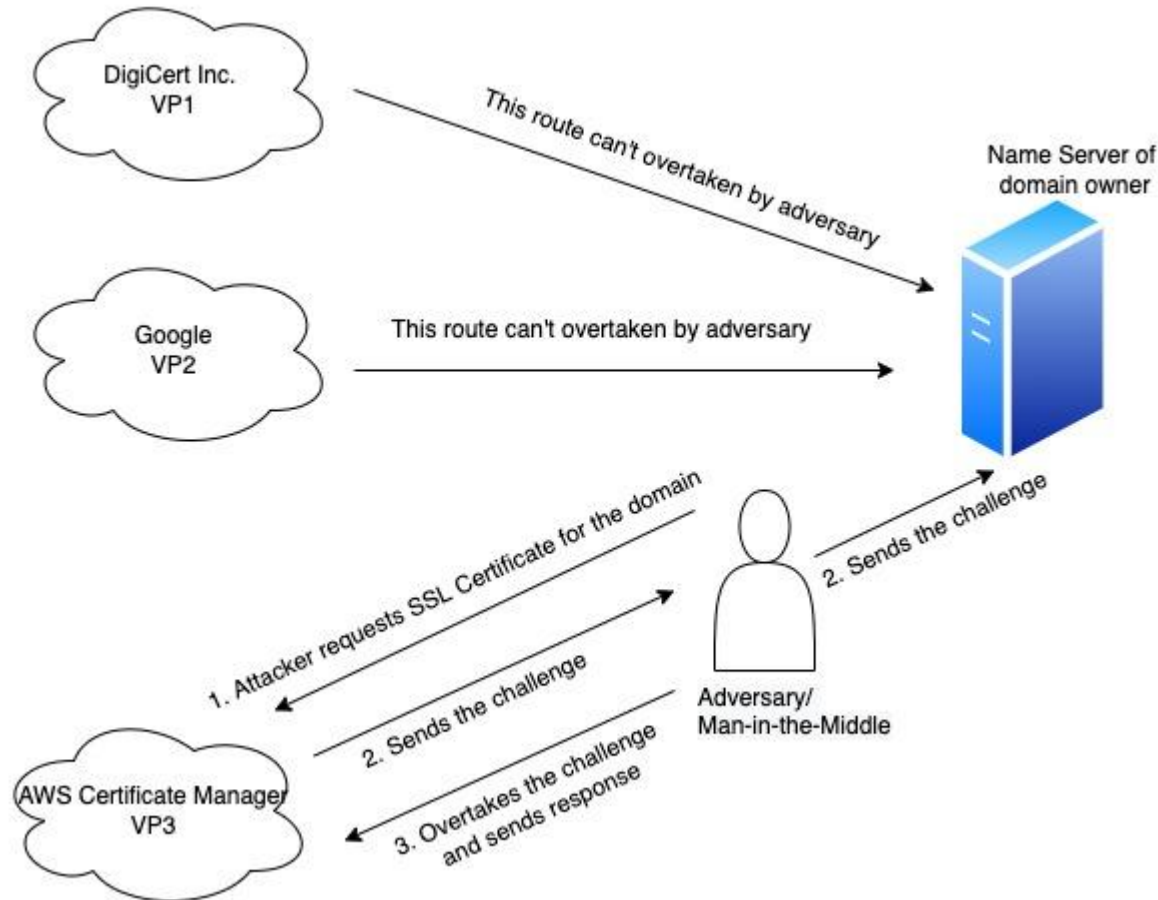 DigiCert Inc.
VP1
This route can't overtaken by adversary
Name Server of
domain owner
Google
VP2
This route can't overtaken by adversary
1. Attacker requests SSL Certificate for the domain
2. Sends the challenge
2. Sends the challenge
Adversary/
Man-in-the-Middle
AWS Certificate Manager
VP3
3. Overtakes the challenge
and sends response